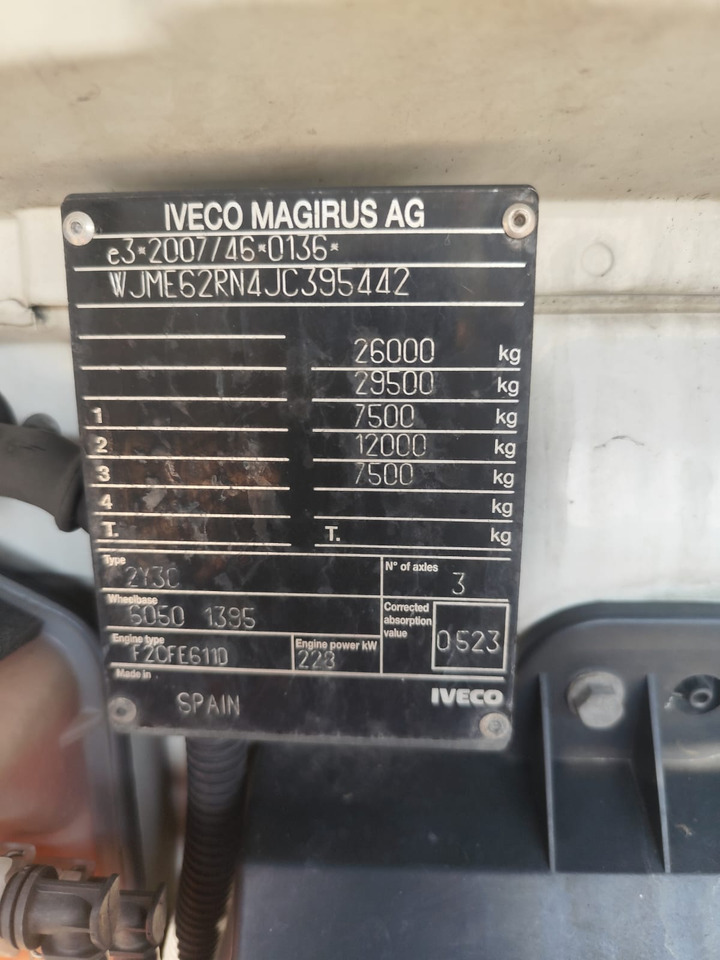 IVECO MAGIRUS AG
e3*2007/46*0136*
WJME62RN4JC395442
26000 kg
29500 kg
1 7500 kg
2 12000 kg
3 7500 kg
4 kg
T. T. kg
Type 2Y3C N° of axles 3
Wheelbase 6050 1395 Corrected absorption value 0.523
Engine type F2CFE611D Engine power kW 228
Made in SPAIN IVECO